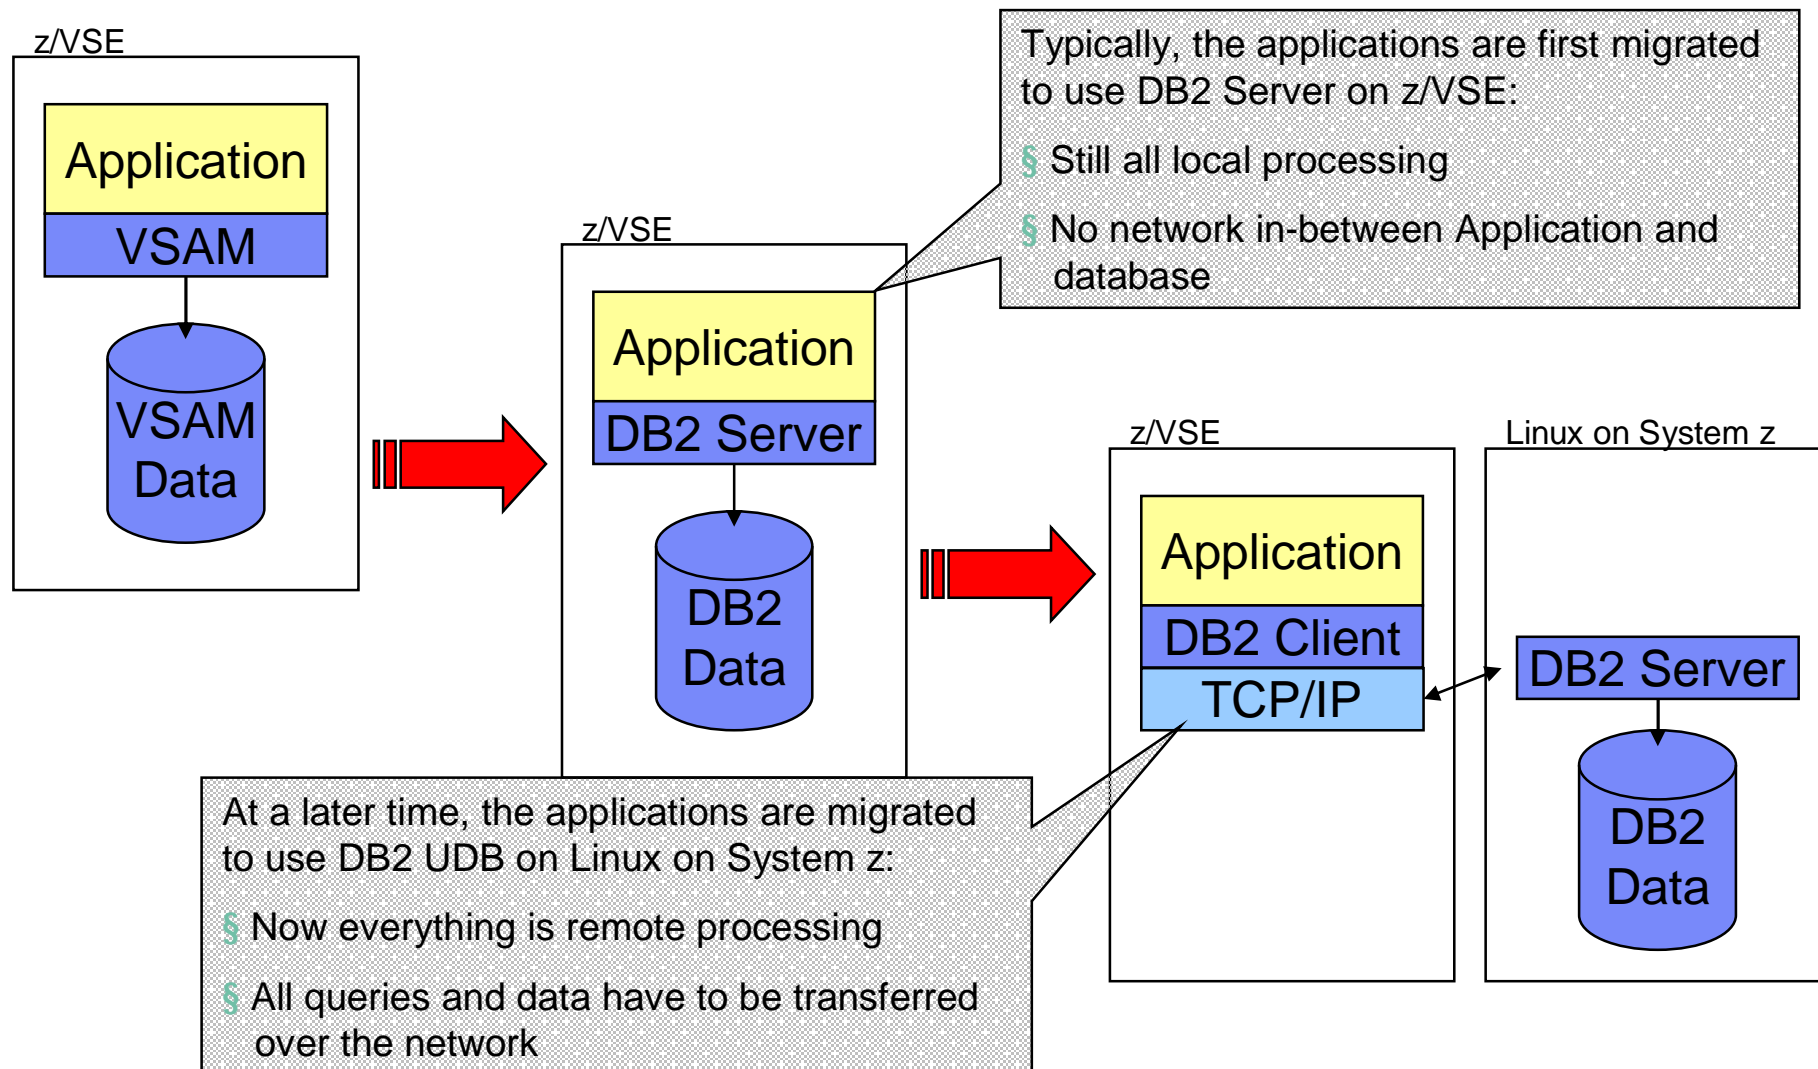 z/VSE
Application
VSAM
VSAM
Data
z/VSE
Application
DB2 Server
DB2
Data
Typically, the applications are first migrated
to use DB2 Server on z/VSE:
§ Still all local processing
§ No network in-between Application and
database
z/VSE
Application
DB2 Client
TCP/IP
Linux on System z
DB2 Server
DB2
Data
At a later time, the applications are migrated
to use DB2 UDB on Linux on System z:
§ Now everything is remote processing
§ All queries and data have to be transferred
over the network